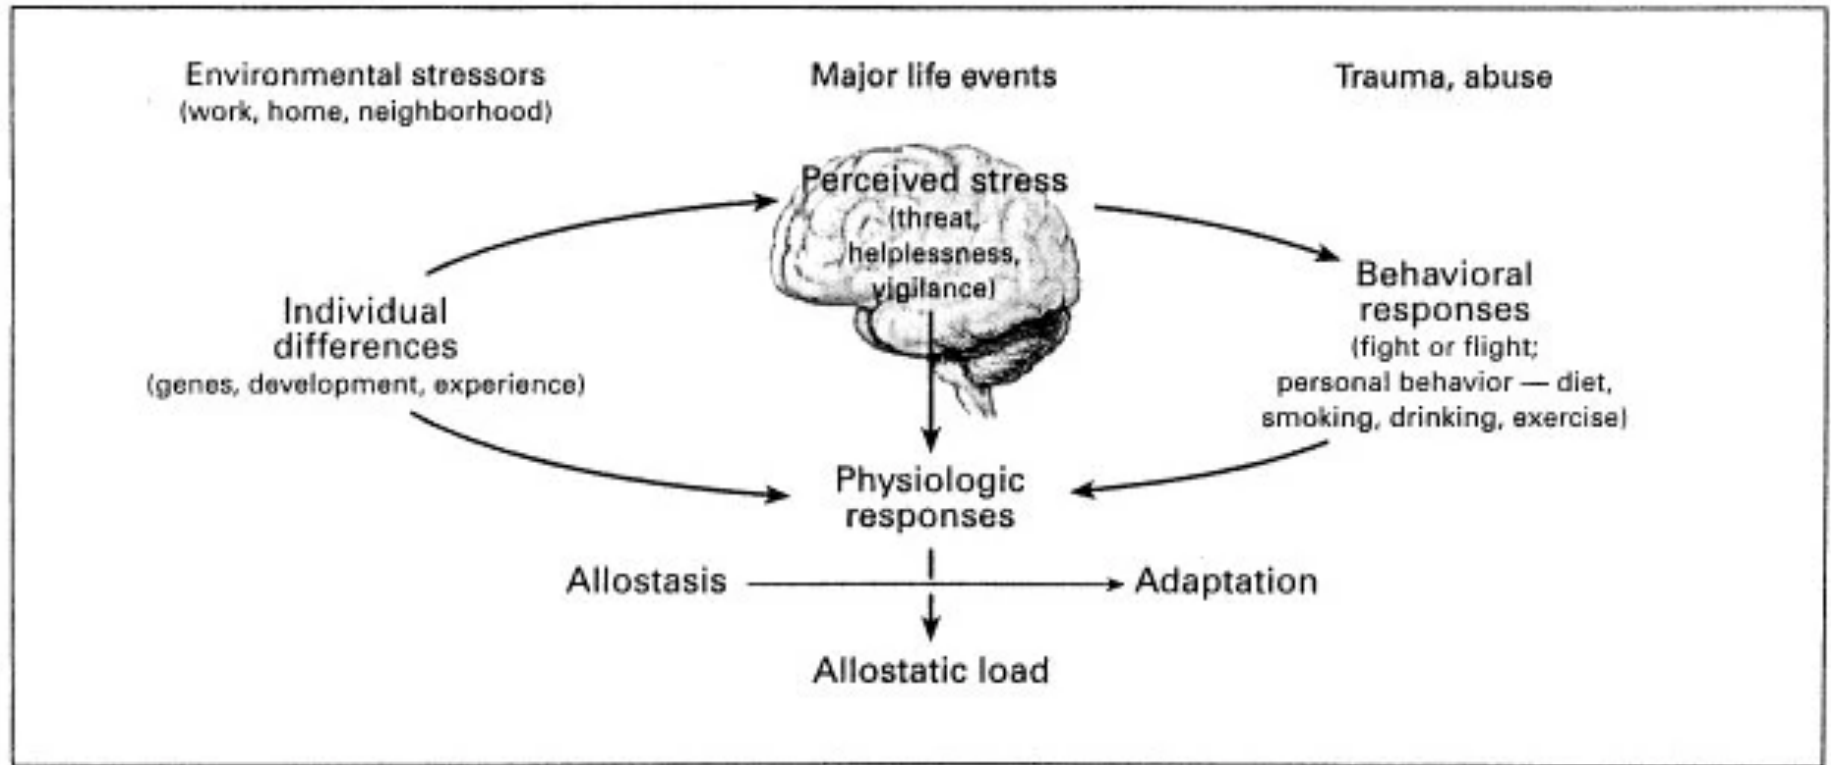 Environmental stressors
(work, home, neighborhood)
Major life events
Trauma, abuse
Perceived stress
(threat,
helplessness,
vigilance)
Individual
differences
(genes, development, experience)
Behavioral
responses
(fight or flight;
personal behavior — diet,
smoking, drinking, exercise)
Physiologic
responses
Allostasis
Adaptation
Allostatic load